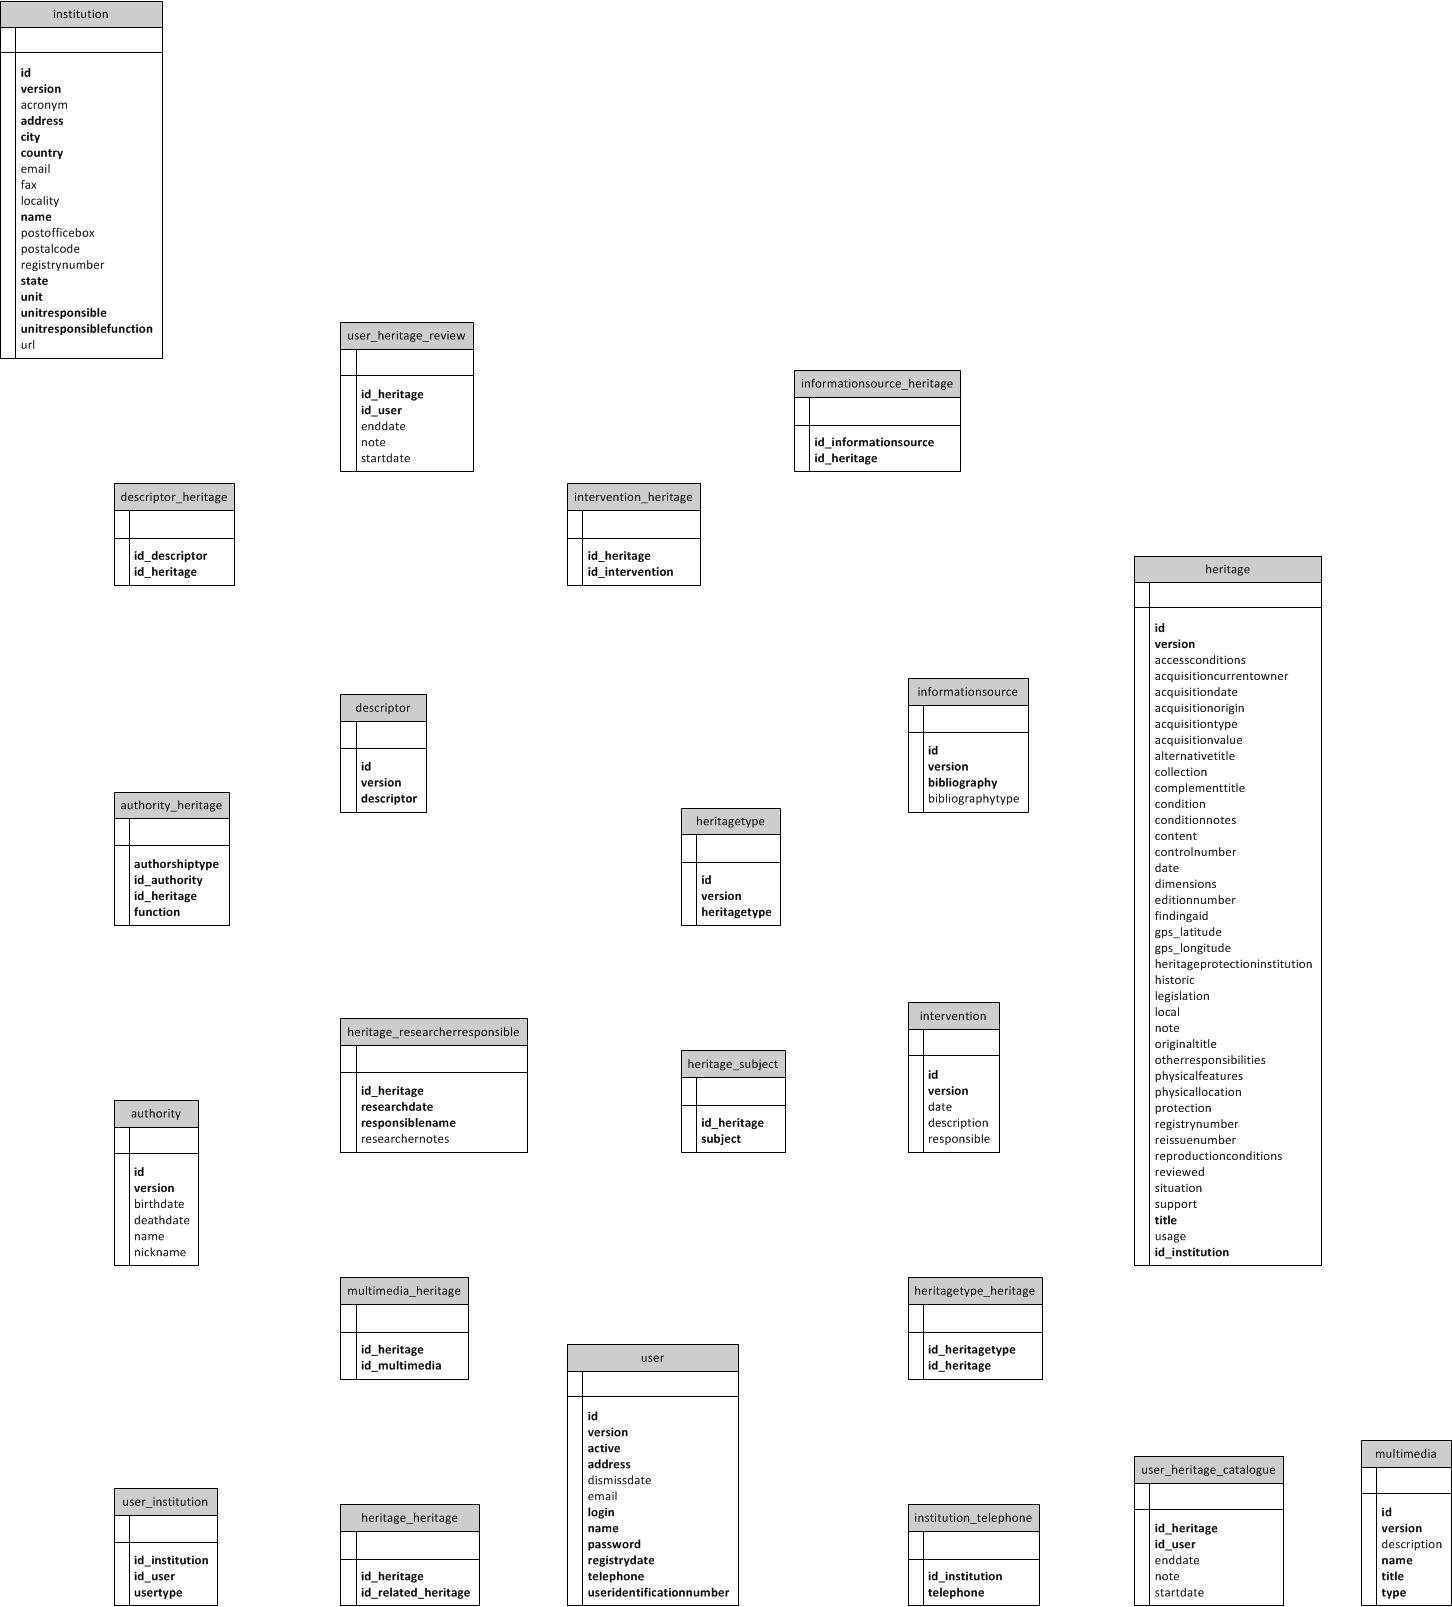 institution
id
version
acronym
address
city
country
email
fax
locality
name
postofficebox
postalcode
registrynumber
state
unit
unitresponsible
unitresponsiblefunction
url
user_heritage_review
id_heritage
id_user
enddate
note
startdate
informationsource_heritage
id_informationsource
id_heritage
descriptor_heritage
id_descriptor
id_heritage
intervention_heritage
id_heritage
id_intervention
heritage
id
version
accessconditions
acquisitioncurrentowner
acquisitiondate
acquisitionorigin
acquisitiontype
acquisitionvalue
alternativetitle
collection
complementtitle
condition
conditionnotes
content
controlnumber
date
dimensions
editionnumber
findingaid
gps_latitude
gps_longitude
heritageprotectioninstitution
historic
legislation
local
note
originaltitle
otherresponsibilities
physicalfeatures
physicallocation
protection
registrynumber
reissuenumber
reproductionconditions
reviewed
situation
support
title
usage
id_institution
descriptor
id
version
descriptor
informationsource
id
version
bibliography
bibliographytype
authority_heritage
authorshiptype
id_authority
id_heritage
function
heritagetype
id
version
heritagetype
heritage_researcherresponsible
id_heritage
researchdate
responsiblename
researchernotes
heritage_subject
id_heritage
subject
intervention
id
version
date
description
responsible
authority
id
version
birthdate
deathdate
name
nickname
multimedia_heritage
id_heritage
id_multimedia
user
id
version
active
address
dismissdate
email
login
name
password
registrydate
telephone
useridentificationnumber
heritagetype_heritage
id_heritagetype
id_heritage
user_institution
id_institution
id_user
usertype
heritage_heritage
id_heritage
id_related_heritage
institution_telephone
id_institution
telephone
user_heritage_catalogue
id_heritage
id_user
enddate
note
startdate
multimedia
id
version
description
name
title
type